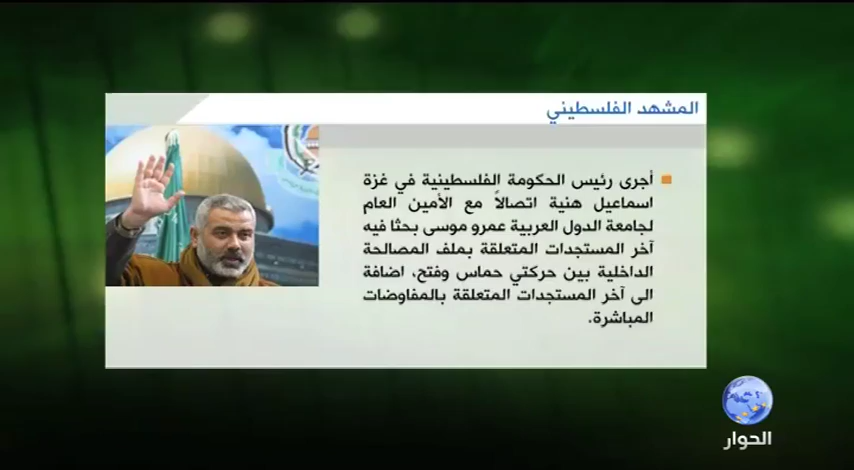 المشهد الفلسطيني
أجرى رئيس الحكومة الفلسطينية في غزة
اسماعيل هنية اتصالاً مع الأمين العام
لجامعة الدول العربية عمرو موسى بحثا فيه
آخر المستجدات المتعلقة بملف المصالحة
الداخلية بين حركتي حماس وفتح، اضافة
الى آخر المستجدات المتعلقة بالمفاوضات
المباشرة.
الحوار